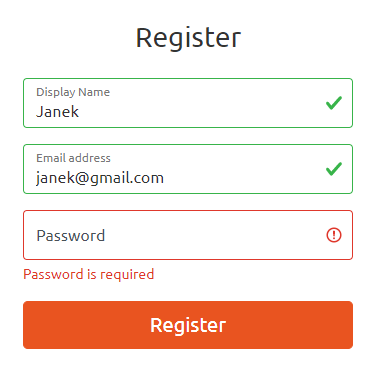 Register
Display Name
Janek
Email address
janek@gmail.com
Password
Password is required
Register